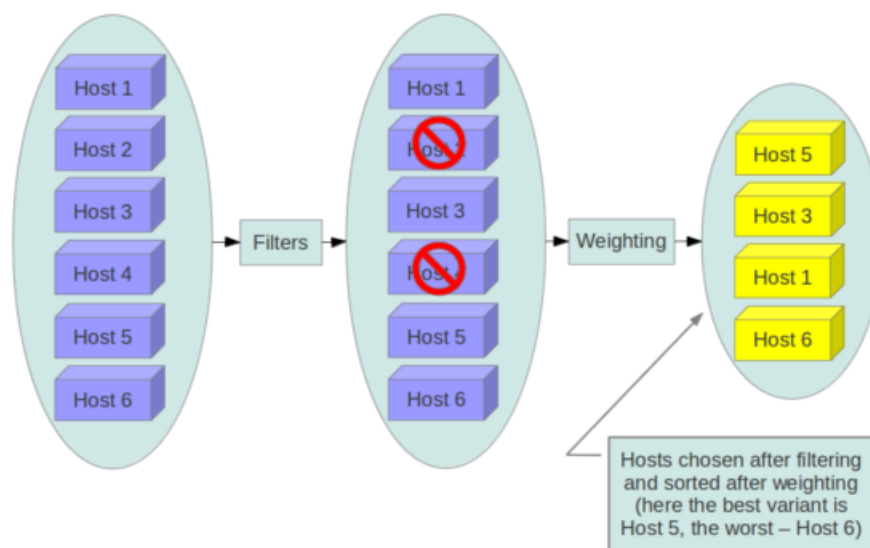 Host 1
Host 2
Host 3
Host 4
Host 5
Host 6
Filters
Host 1
Host
Host 3
Host
Host 5
Host 6
Weighting
Host 5
Host 3
Host 1
Host 6
Hosts chosen after filtering
and sorted after weighting
(here the best variant is
Host 5, the worst – Host 6)